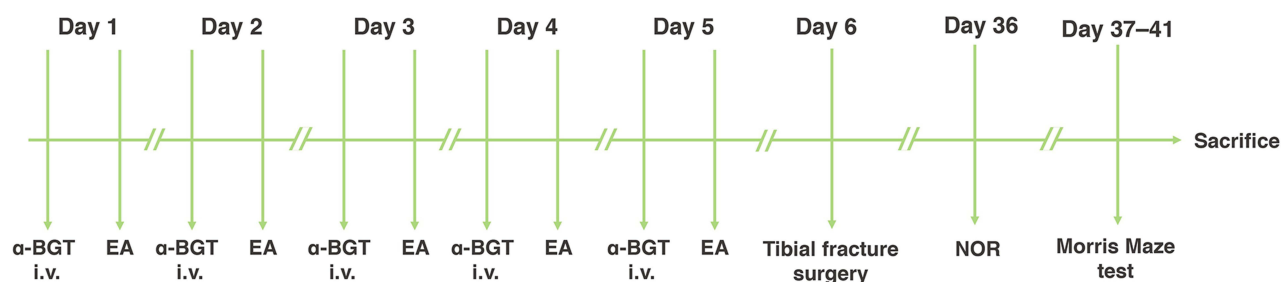 Day 1 Day 2 Day 3 Day 4 Day 5 Day 6 Day 36 Day 37–41
Sacrifice
α-BGT EA α-BGT EA α-BGT EA α-BGT EA α-BGT EA Tibial fracture NOR Morris Maze
i.v. i.v. i.v. i.v. i.v. surgery test